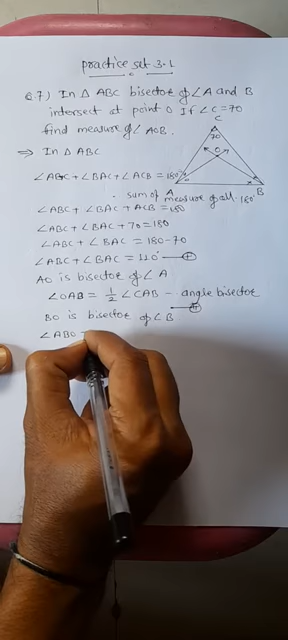 Practice set 3.1
Q.7) In △ ABC bisector of ∠A and B
intersect at point O If ∠C = 70
find measure of ∠AOB.
⇒ In △ ABC
∠ABC + ∠BAC + ∠ACB = 180
sum of measure of all 180
∠ABC + ∠BAC + ACB = 180
∠ABC + ∠BAC + 70 = 180
∠ABC + ∠BAC = 180 - 70
∠ABC + ∠BAC = 110°
AO is bisector of ∠A
∠OAB = 1/2 ∠CAB - angle bisector
BO is bisector of ∠B
∠ABO =
C
70
O
A
B